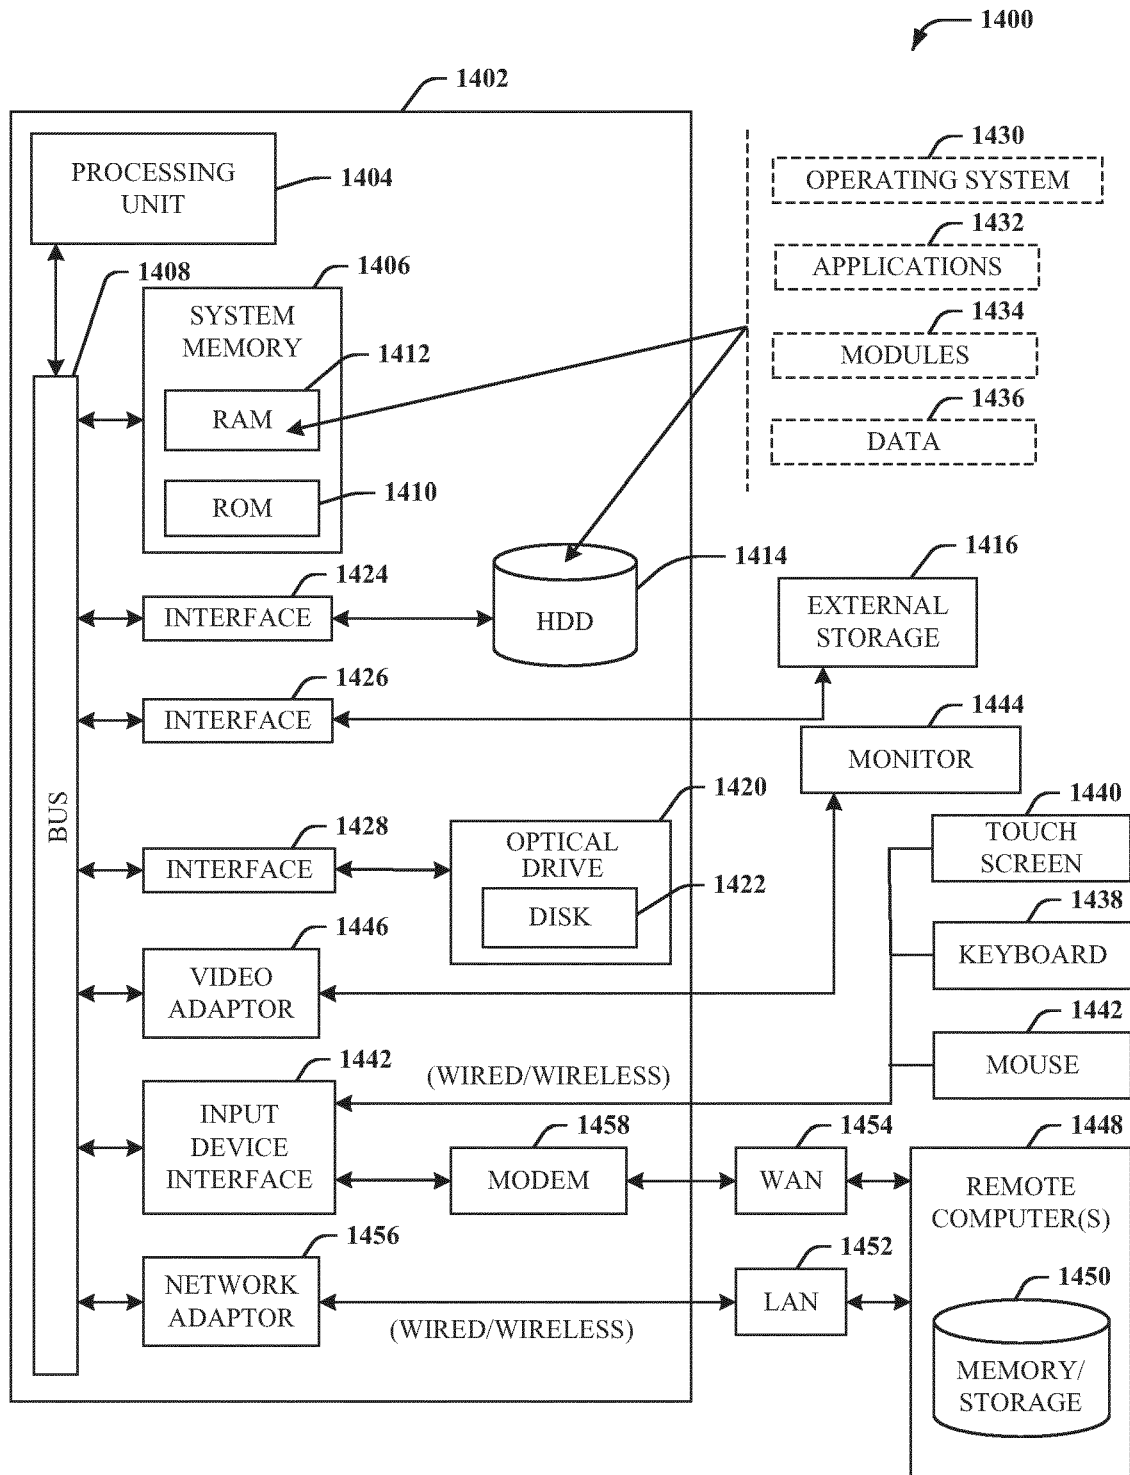 1400
1402
PROCESSING
UNIT
1404
1408
1406
SYSTEM
MEMORY
1412
RAM
ROM
1410
1430
OPERATING SYSTEM
1432
APPLICATIONS
1434
MODULES
1436
DATA
1424
INTERFACE
HDD
1414
1416
EXTERNAL
STORAGE
1426
INTERFACE
1444
MONITOR
BUS
1428
INTERFACE
1420
OPTICAL
DRIVE
1422
DISK
1440
TOUCH
SCREEN
1438
KEYBOARD
1442
MOUSE
1446
VIDEO
ADAPTOR
1442
INPUT
DEVICE
INTERFACE
(WIRED/WIRELESS)
1458
MODEM
1454
WAN
1448
REMOTE
COMPUTER(S)
1456
NETWORK
ADAPTOR
(WIRED/WIRELESS)
1452
LAN
1450
MEMORY/
STORAGE